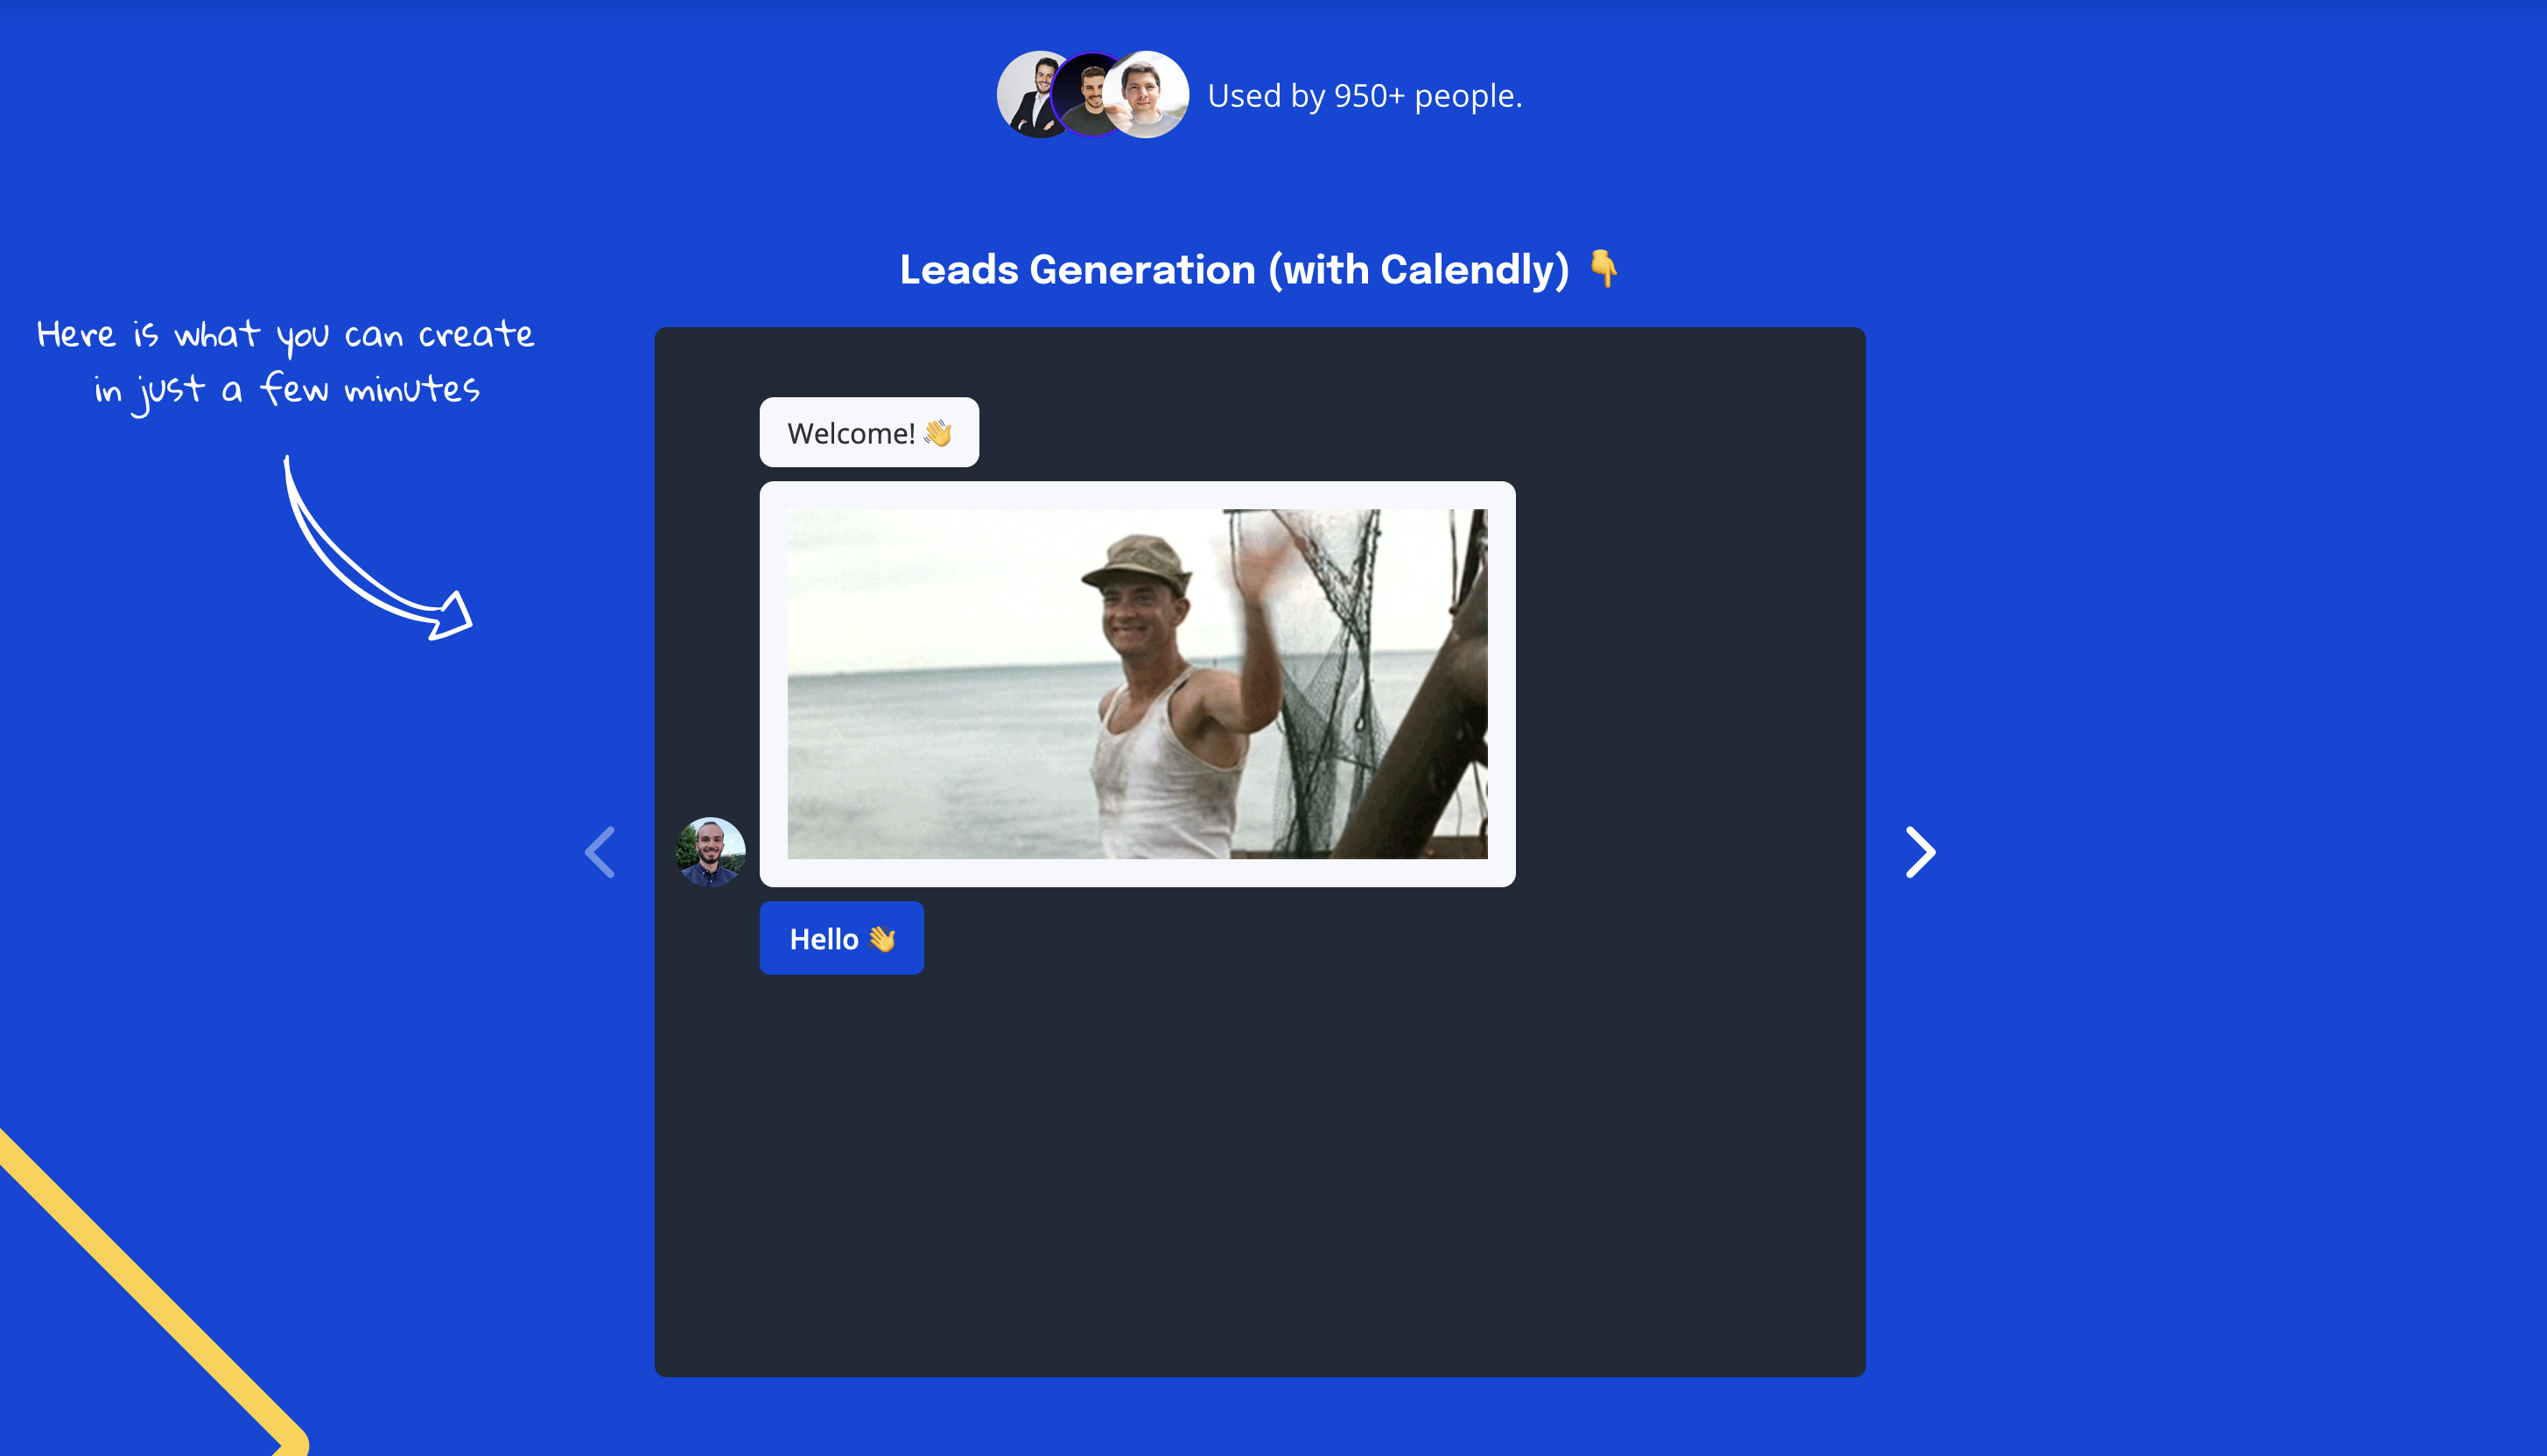 Used by 950+ people.
Leads Generation (with Calendly) 👇
Here is what you can create
in just a few minutes
Welcome! 👋
Hello 👋